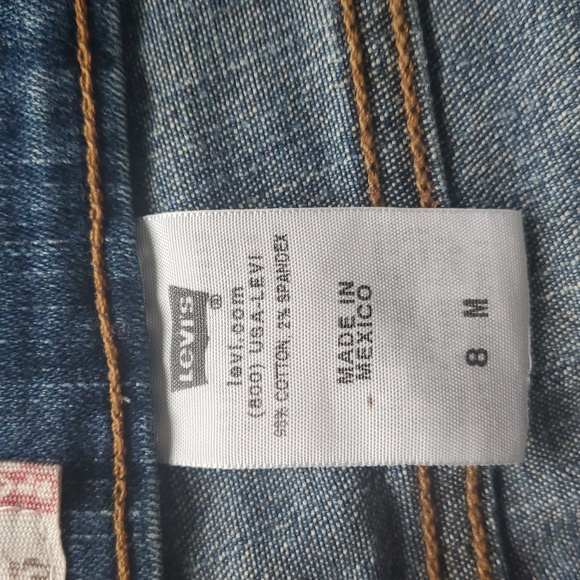 LEVI'S®
levi.com
(800) USA-LEVI
98% COTTON, 2% SPANDEX
MADE IN
MEXICO
8 M